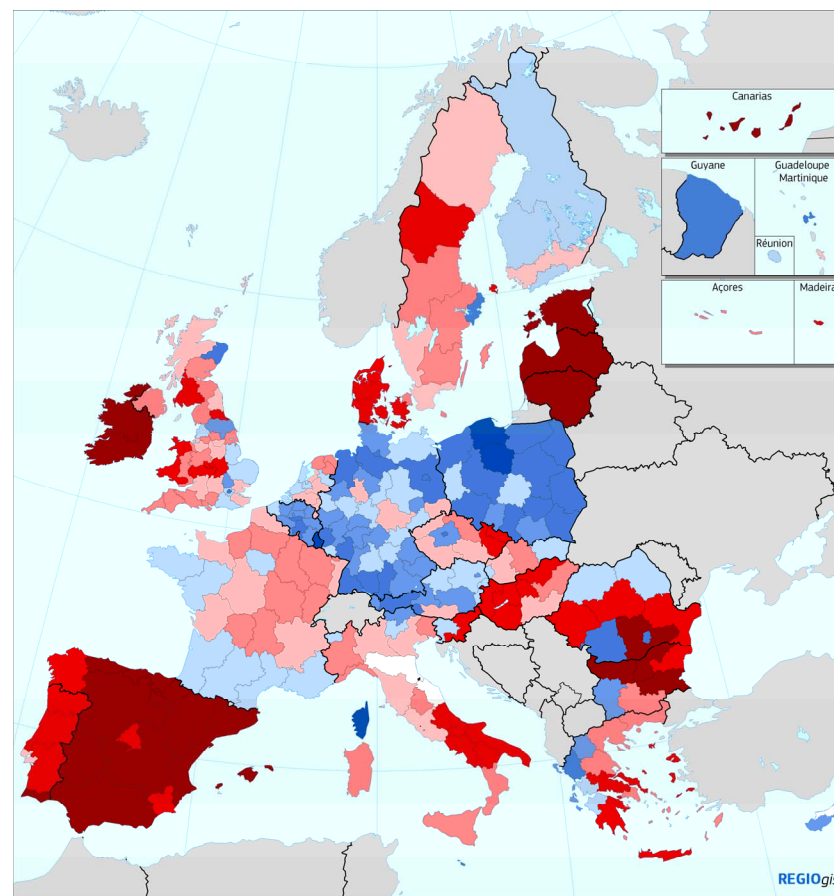 Canarias
Guyane
Guadeloupe
Martinique
Réunion
Açores
Madeira
REGIOgis